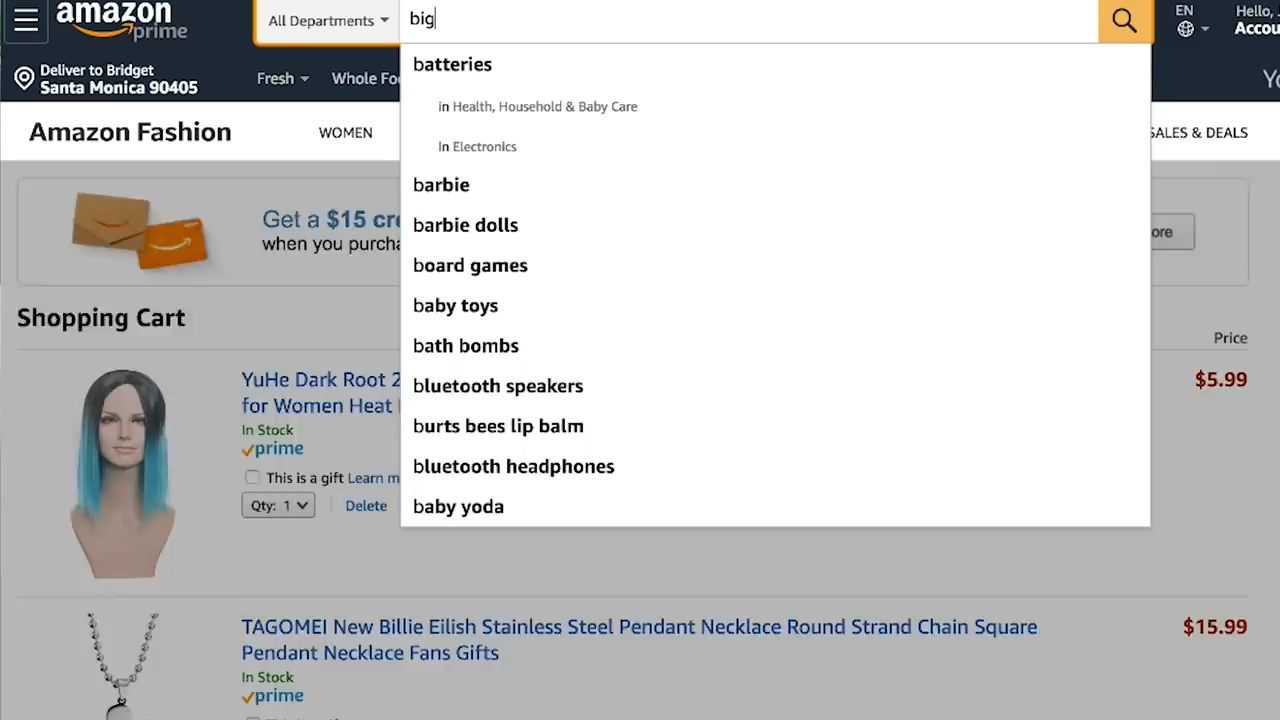 amazon
prime
All Departments
big
EN
Hello,
Accou
Deliver to Bridget
Santa Monica 90405
Fresh
Whole Foo
Yo
Amazon Fashion
WOMEN
SALES & DEALS
batteries
in Health, Household & Baby Care
In Electronics
barbie
barbie dolls
board games
baby toys
bath bombs
bluetooth speakers
burts bees lip balm
bluetooth headphones
baby yoda
Get a $15 cre
when you purcha
ore
Shopping Cart
Price
YuHe Dark Root 2
for Women Heat
$5.99
In Stock
prime
This is a gift Learn m
Qty: 1
Delete
TAGOMEI New Billie Eilish Stainless Steel Pendant Necklace Round Strand Chain Square
Pendant Necklace Fans Gifts
$15.99
In Stock
prime